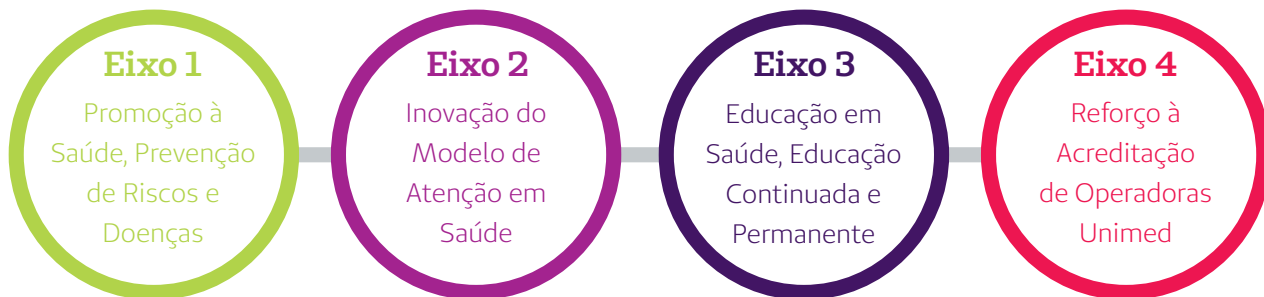 Eixo 1
Promoção à
Saúde, Prevenção
de Riscos e
Doenças
Eixo 2
Inovação do
Modelo de
Atenção em
Saúde
Eixo 3
Educação em
Saúde, Educação
Continuada e
Permanente
Eixo 4
Reforço à
Acreditação
de Operadoras
Unimed